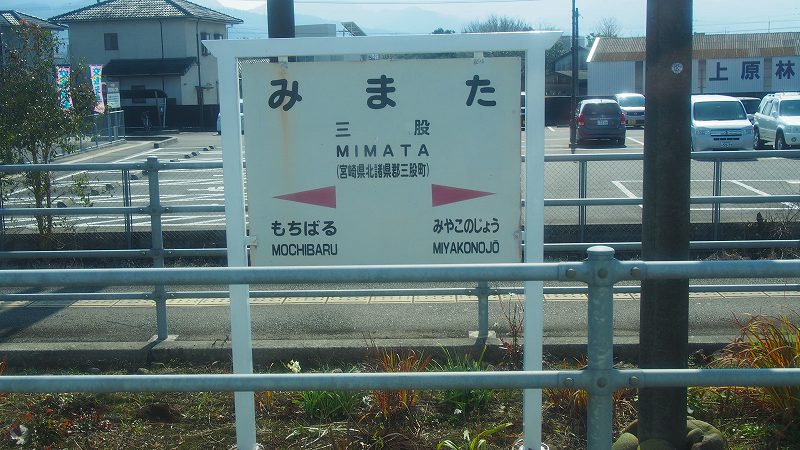 みまた
三股
MIMATA
(宮崎県北諸県郡三股町)
もちばる みやこのじょう
MOCHIBARU MIYAKONOJŌ
上原林